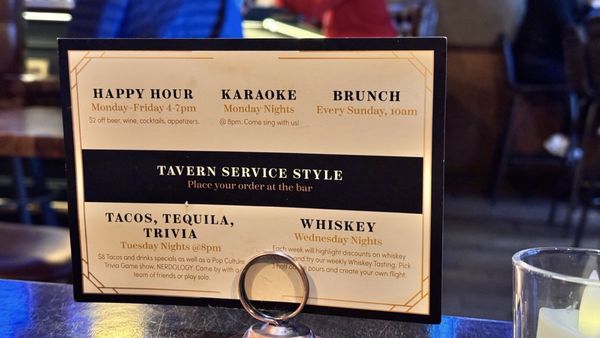 HAPPY HOUR
Monday–Friday 4-7pm
$2 off beer, wine, cocktails, appetizers.
KARAOKE
Monday Nights
@ 8pm. Come sing with us!
BRUNCH
Every Sunday, 10am
TAVERN SERVICE STYLE
Place your order at the bar
TACOS, TEQUILA,
TRIVIA
Tuesday Nights @8pm
$8 Tacos and drinks specials as well as a Pop Culture
Trivia Game show, NERDOLOGY. Come by with a
team of friends or play solo.
WHISKEY
Wednesday Nights
Each week will highlight discounts on whiskey
and try our weekly Whiskey Tasting. Pick
3 half oz pours and create your own flight.